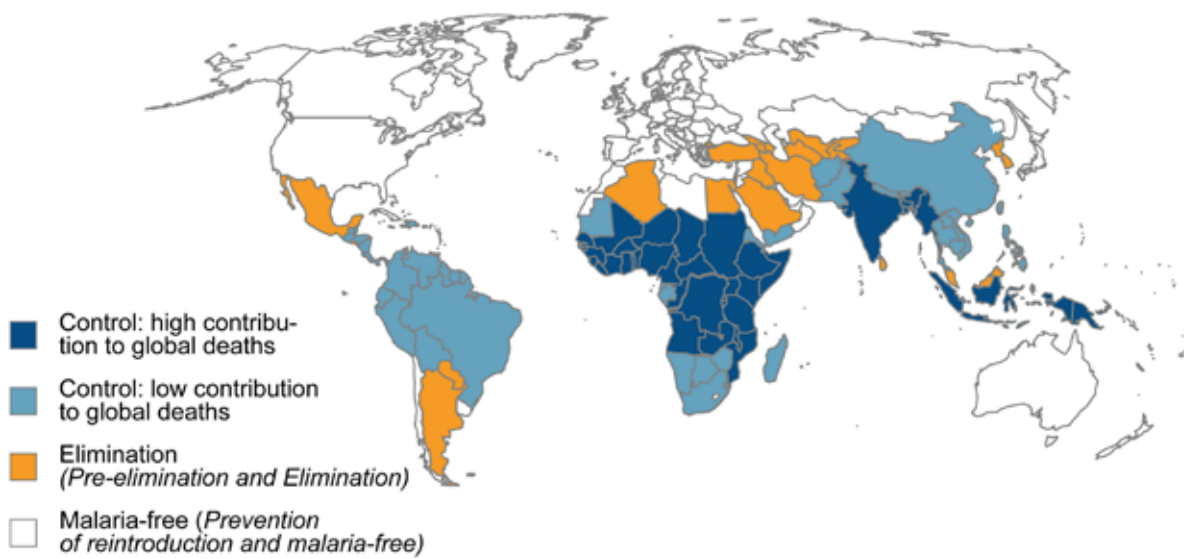 Control: high contribu-
tion to global deaths
Control: low contribution
to global deaths
Elimination
(Pre-elimination and Elimination)
Malaria-free (Prevention
of reintroduction and malaria-free)